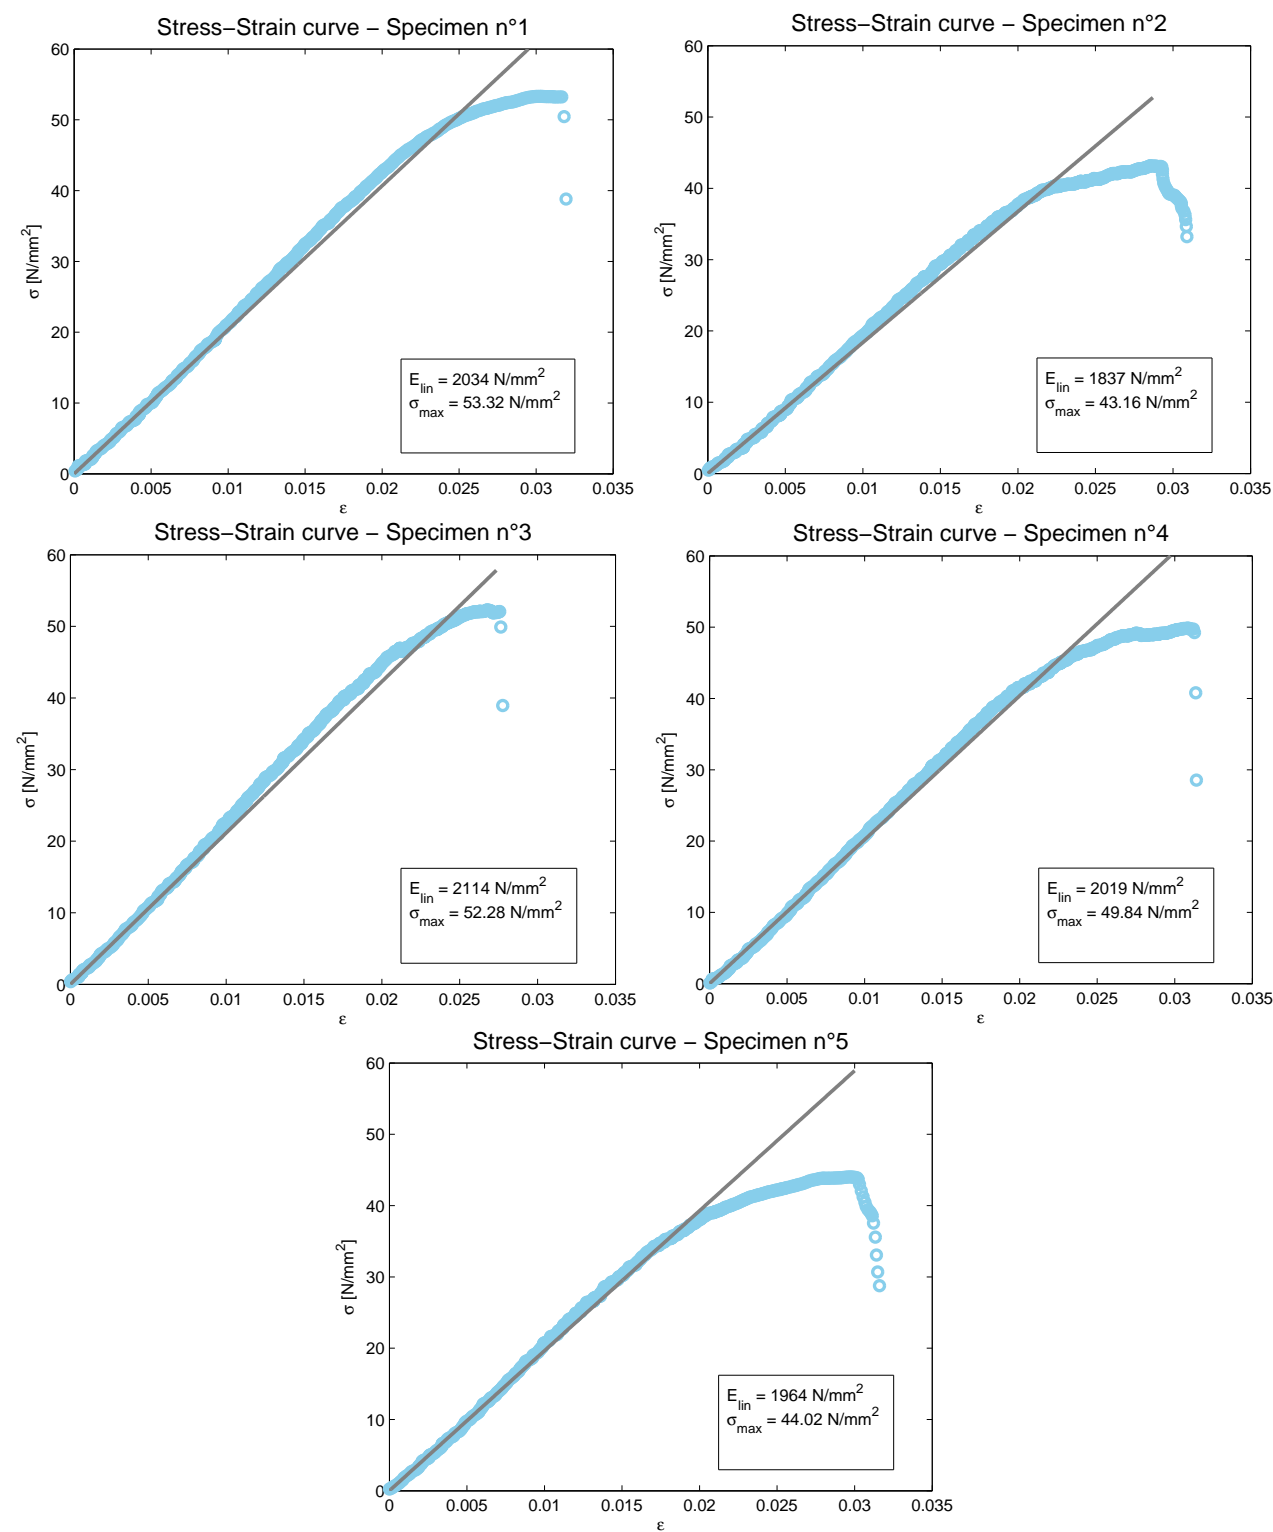 Stress−Strain curve − Specimen n°1
60
50
40
30
20
10
0
σ [N/mm²]
E_lin = 2034 N/mm²
σ_max = 53.32 N/mm²
0 0.005 0.01 0.015 0.02 0.025 0.03 0.035
ε
Stress−Strain curve − Specimen n°2
60
50
40
30
20
10
0
σ [N/mm²]
E_lin = 1837 N/mm²
σ_max = 43.16 N/mm²
0 0.005 0.01 0.015 0.02 0.025 0.03 0.035
ε
Stress−Strain curve − Specimen n°3
60
50
40
30
20
10
0
σ [N/mm²]
E_lin = 2114 N/mm²
σ_max = 52.28 N/mm²
0 0.005 0.01 0.015 0.02 0.025 0.03 0.035
ε
Stress−Strain curve − Specimen n°4
60
50
40
30
20
10
0
σ [N/mm²]
E_lin = 2019 N/mm²
σ_max = 49.84 N/mm²
0 0.005 0.01 0.015 0.02 0.025 0.03 0.035
ε
Stress−Strain curve − Specimen n°5
60
50
40
30
20
10
0
σ [N/mm²]
E_lin = 1964 N/mm²
σ_max = 44.02 N/mm²
0 0.005 0.01 0.015 0.02 0.025 0.03 0.035
ε